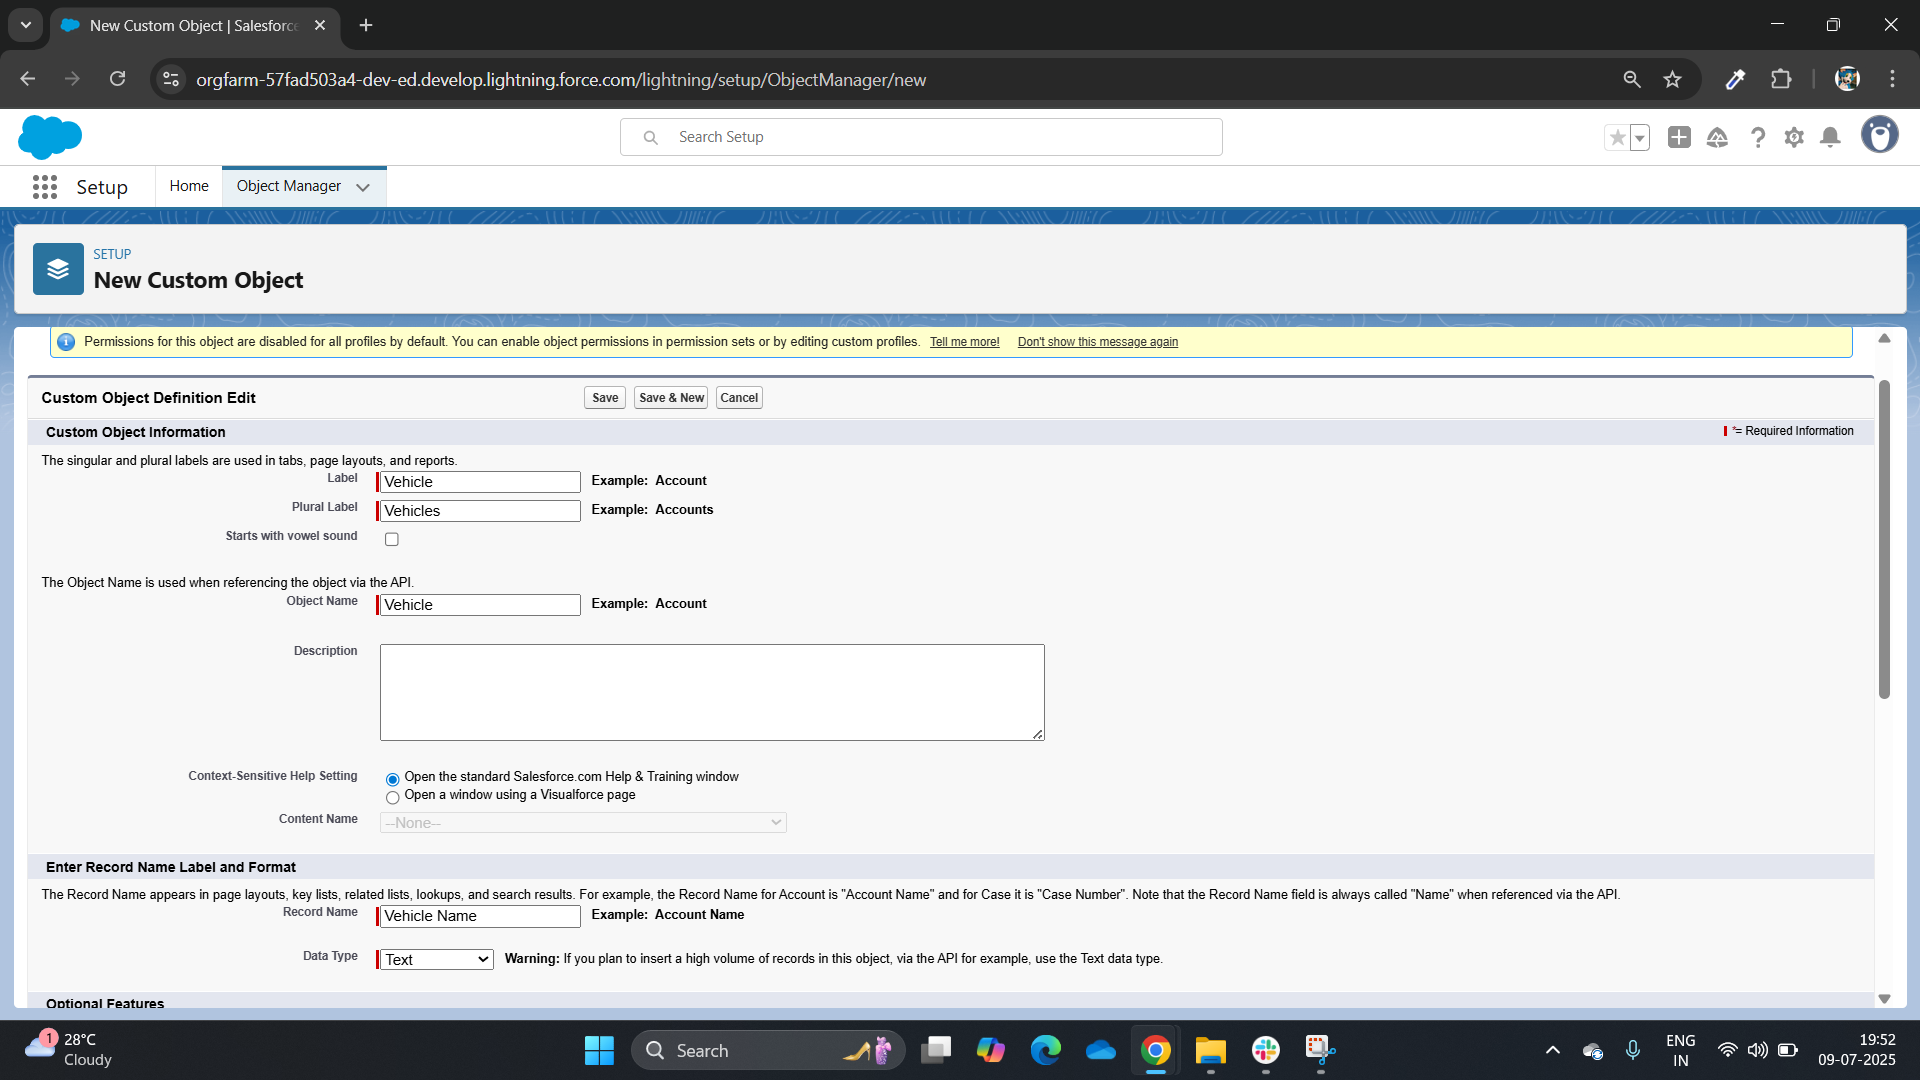 New Custom Object | Salesforce
orgfarm-57fad503a4-dev-ed.develop.lightning.force.com/lightning/setup/ObjectManager/new
Search Setup
Setup
Home
Object Manager
SETUP
New Custom Object
Permissions for this object are disabled for all profiles by default. You can enable object permissions in permission sets or by editing custom profiles. Tell me more! Don't show this message again
Custom Object Definition Edit
Save
Save & New
Cancel
Custom Object Information
*= Required Information
The singular and plural labels are used in tabs, page layouts, and reports.
Label
Vehicle
Example: Account
Plural Label
Vehicles
Example: Accounts
Starts with vowel sound
The Object Name is used when referencing the object via the API.
Object Name
Vehicle
Example: Account
Description
Context-Sensitive Help Setting
Open the standard Salesforce.com Help & Training window
Open a window using a Visualforce page
Content Name
--None--
Enter Record Name Label and Format
The Record Name appears in page layouts, key lists, related lists, lookups, and search results. For example, the Record Name for Account is "Account Name" and for Case it is "Case Number". Note that the Record Name field is always called "Name" when referenced via the API.
Record Name
Vehicle Name
Example: Account Name
Data Type
Text
Warning: If you plan to insert a high volume of records in this object, via the API for example, use the Text data type.
Optional Features
1
28°C
Cloudy
Search
ENG
IN
19:52
09-07-2025